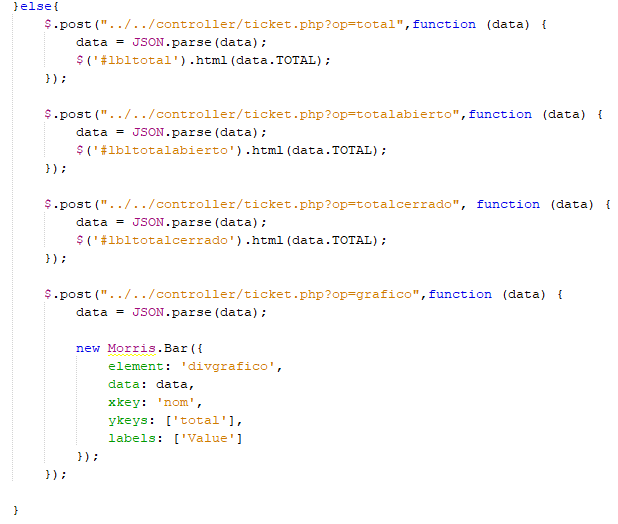 }else{
    $.post("../../controller/ticket.php?op=total",function (data) {
        data = JSON.parse(data);
        $('#lbltotal').html(data.TOTAL);
    });

    $.post("../../controller/ticket.php?op=totalabierto",function (data) {
        data = JSON.parse(data);
        $('#lbltotalabierto').html(data.TOTAL);
    });

    $.post("../../controller/ticket.php?op=totalcerrado", function (data) {
        data = JSON.parse(data);
        $('#lbltotalcerrado').html(data.TOTAL);
    });

    $.post("../../controller/ticket.php?op=grafico",function (data) {
        data = JSON.parse(data);

        new Morris.Bar({
            element: 'divgrafico',
            data: data,
            xkey: 'nom',
            ykeys: ['total'],
            labels: ['Value']
        });
    });

}